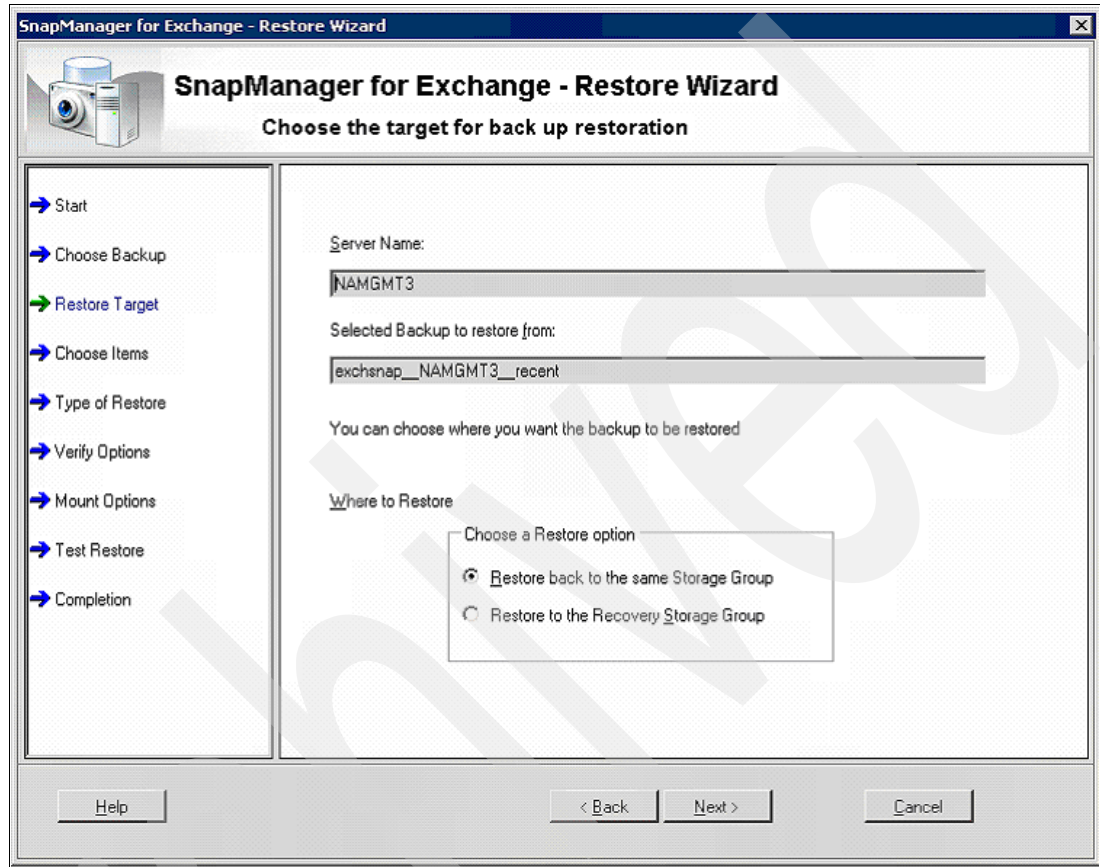 SnapManager for Exchange - Restore Wizard
SnapManager for Exchange - Restore Wizard
Choose the target for back up restoration
Start
Choose Backup
Restore Target
Choose Items
Type of Restore
Verify Options
Mount Options
Test Restore
Completion
Server Name:
NAMGMT3
Selected Backup to restore from:
exchsnap__NAMGMT3__recent
You can choose where you want the backup to be restored
Where to Restore
Choose a Restore option
Restore back to the same Storage Group
Restore to the Recovery Storage Group
Help
< Back
Next >
Cancel